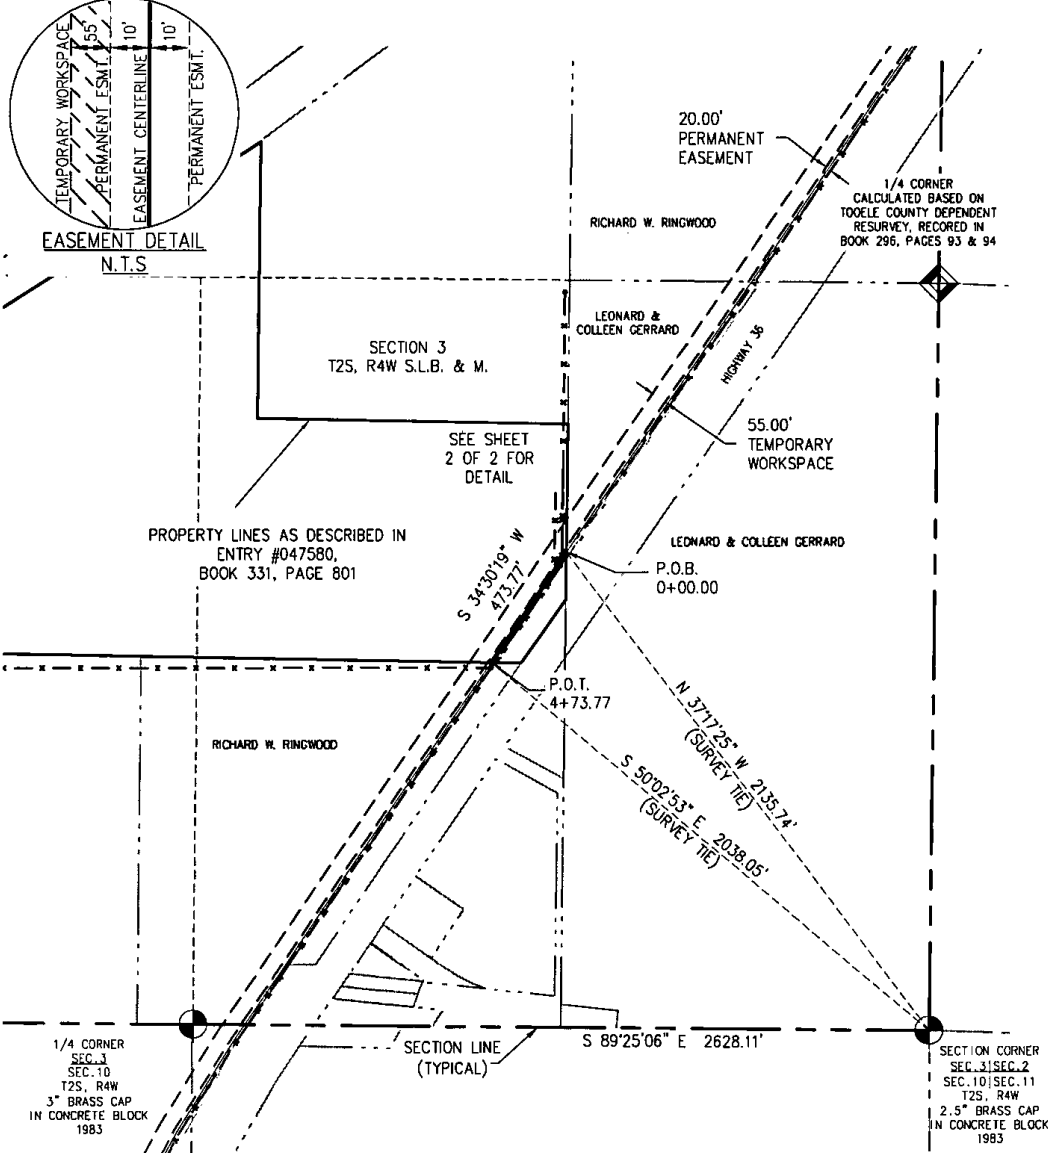 TEMPORARY WORKSPACE
55'
PERMANENT ESMT.
10'
EASEMENT CENTERLINE
10'
PERMANENT ESMT.
EASEMENT DETAIL
N.T.S
20.00'
PERMANENT
EASEMENT
1/4 CORNER
CALCULATED BASED ON
TOOELE COUNTY DEPENDENT
RESURVEY, RECORED IN
BOOK 296, PAGES 93 & 94
RICHARD W. RINGWOOD
LEONARD &
COLLEEN GERRARD
SECTION 3
T2S, R4W S.L.B. & M.
HIGHWAY 36
55.00'
TEMPORARY
WORKSPACE
SEE SHEET
2 OF 2 FOR
DETAIL
PROPERTY LINES AS DESCRIBED IN
ENTRY #047580,
BOOK 331, PAGE 801
S 34°30'19" W
473.77'
LEONARD & COLLEEN GERRARD
P.O.B.
0+00.00
P.O.T.
4+73.77
RICHARD W. RINGWOOD
N 37°17'25" W 2135.74'
(SURVEY TIE)
S 50°02'53" E 2038.05'
(SURVEY TIE)
SECTION LINE
(TYPICAL)
S 89°25'06" E 2628.11'
1/4 CORNER
SEC.3
SEC.10
T2S, R4W
3" BRASS CAP
IN CONCRETE BLOCK
1983
SECTION CORNER
SEC.3|SEC.2
SEC.10|SEC.11
T2S, R4W
2.5" BRASS CAP
IN CONCRETE BLOCK
1983